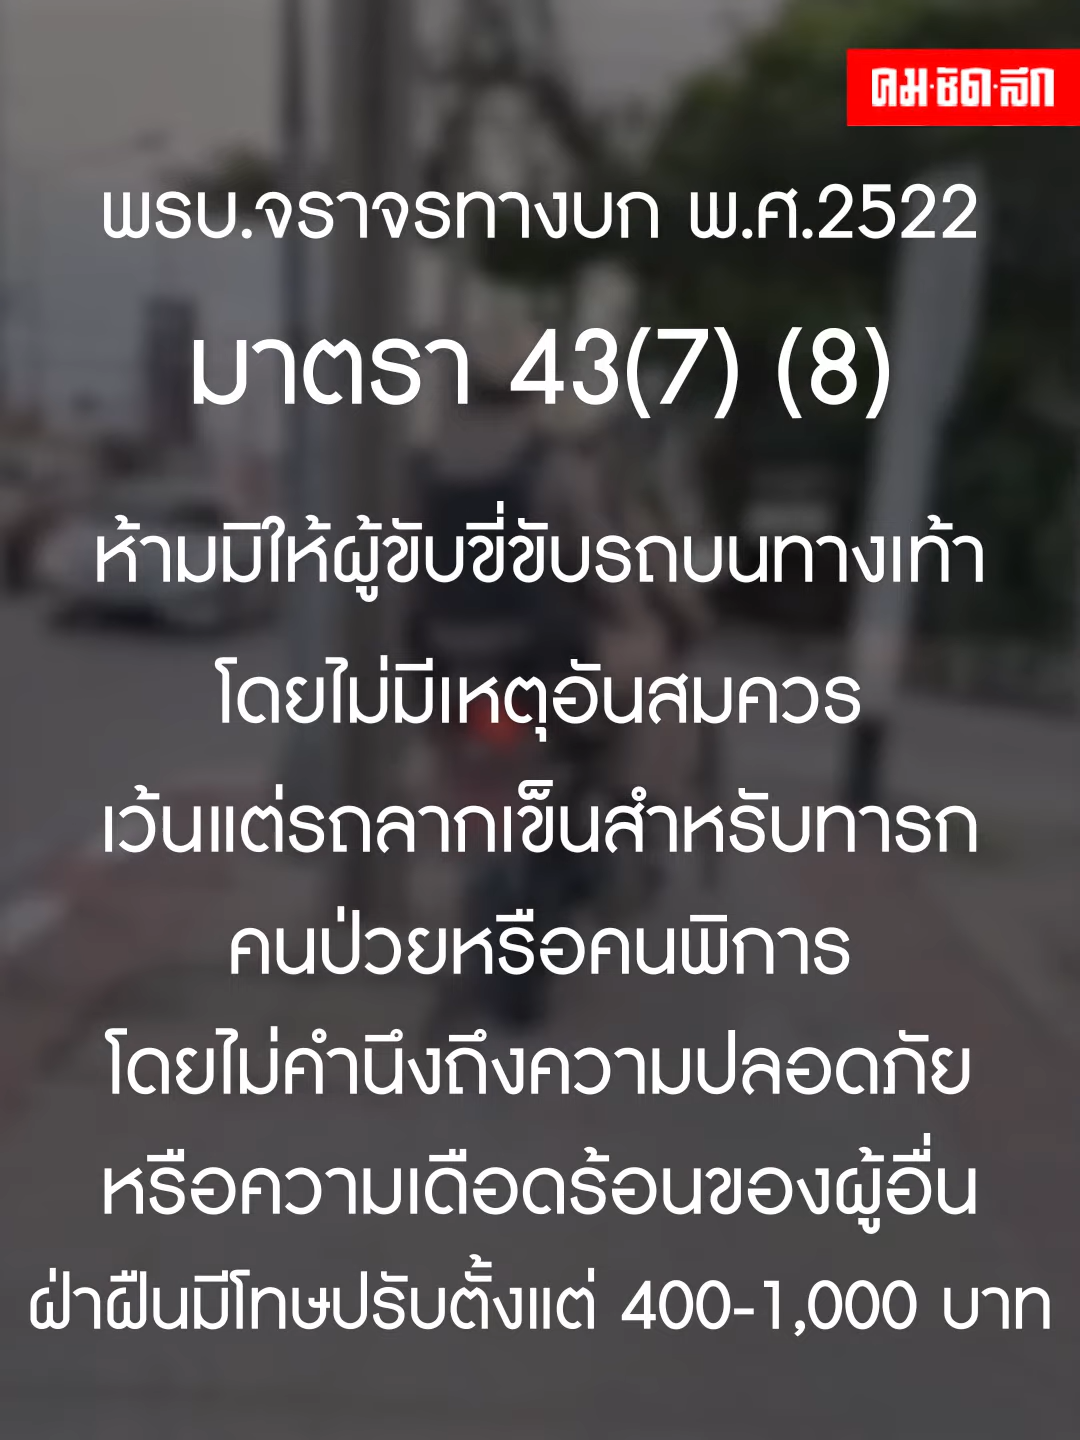 คม·ชัด·ลึก
พรบ.จราจรทางบก พ.ศ.2522
มาตรา 43(7) (8)
ห้ามมิให้ผู้ขับขี่ขับรถบนทางเท้า
โดยไม่มีเหตุอันสมควร
เว้นแต่รถลากเข็นสำหรับทารก
คนป่วยหรือคนพิการ
โดยไม่คำนึงถึงความปลอดภัย
หรือความเดือดร้อนของผู้อื่น
ฝ่าฝืนมีโทษปรับตั้งแต่ 400-1,000 บาท